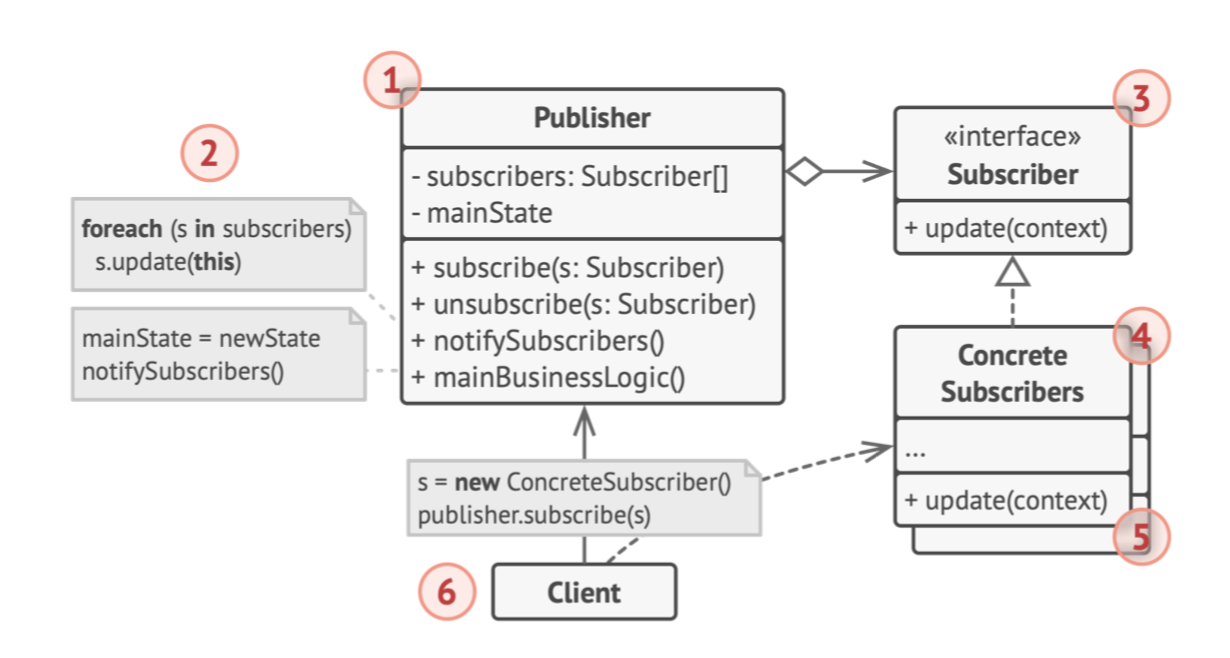 1
Publisher
- subscribers: Subscriber[]
- mainState
+ subscribe(s: Subscriber)
+ unsubscribe(s: Subscriber)
+ notifySubscribers()
+ mainBusinessLogic()
2
foreach (s in subscribers)
s.update(this)
mainState = newState
notifySubscribers()
3
«interface»
Subscriber
+ update(context)
4
Concrete
Subscribers
...
+ update(context)
5
s = new ConcreteSubscriber()
publisher.subscribe(s)
6
Client